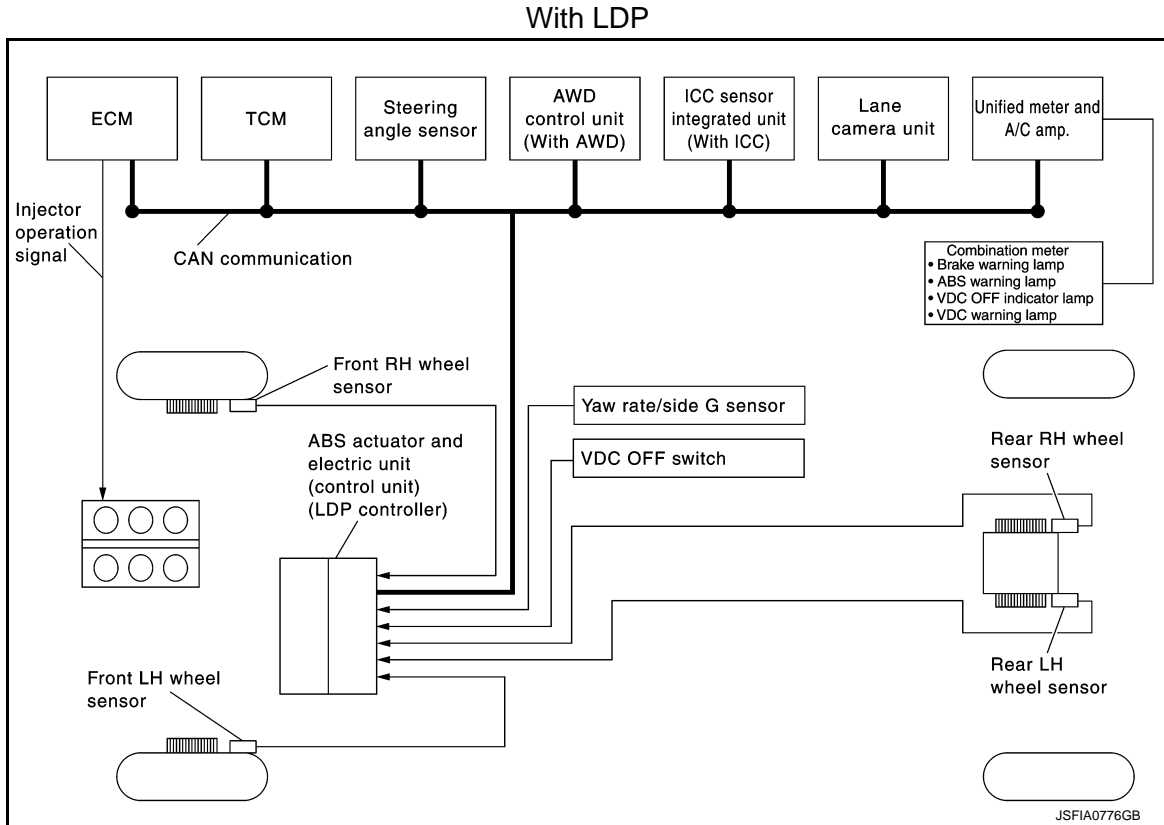 With LDP
ECM
TCM
Steering
angle sensor
AWD
control unit
(With AWD)
ICC sensor
integrated unit
(With ICC)
Lane
camera unit
Unified meter and
A/C amp.
Injector
operation
signal
CAN communication
Combination meter
• Brake warning lamp
• ABS warning lamp
• VDC OFF indicator lamp
• VDC warning lamp
Front RH wheel
sensor
Yaw rate/side G sensor
VDC OFF switch
ABS actuator and
electric unit
(control unit)
(LDP controller)
Rear RH wheel
sensor
Front LH wheel
sensor
Rear LH
wheel sensor
JSFIA0776GB